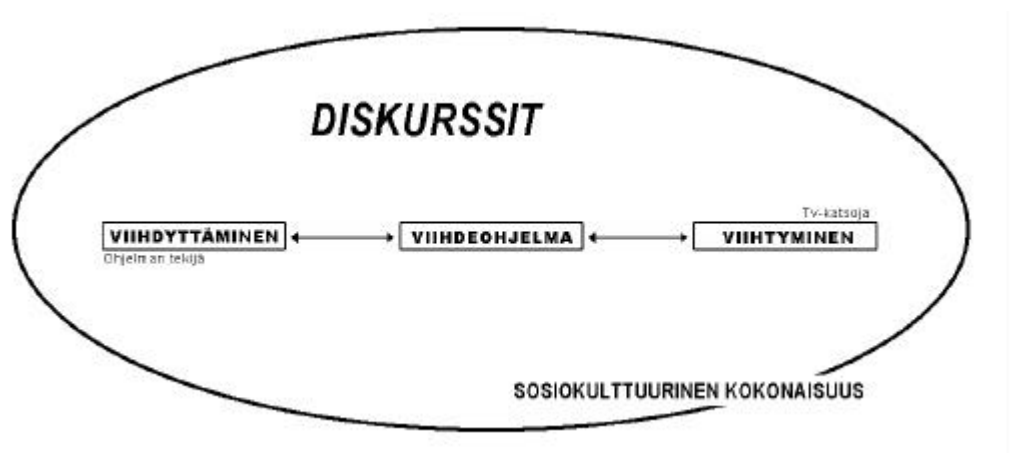 DISKURSSIT
Tv-katsoja
VIIHDYTTÄMINEN
VIIHDEOHJELMA
VIIHTYMINEN
Ohjelman tekijä
SOSIOKULTTUURINEN KOKONAISUUS